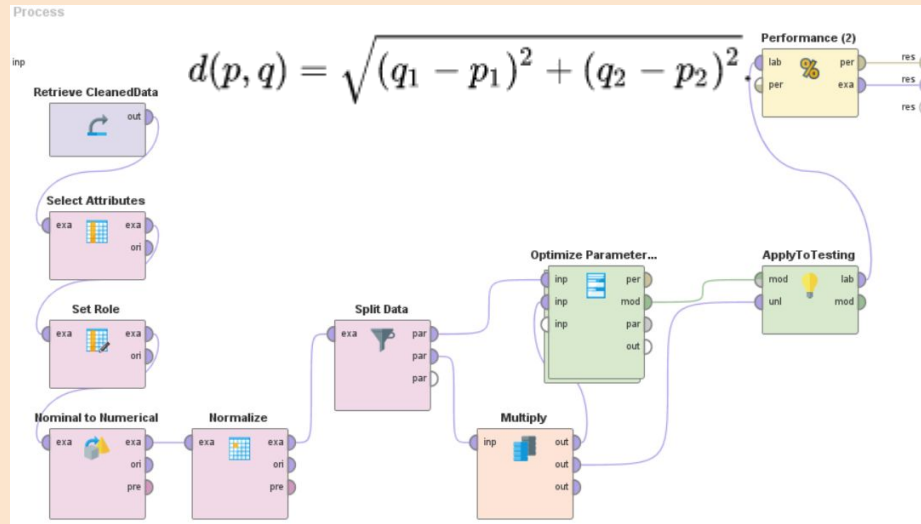 Process
inp
d(p, q) = √(q₁ − p₁)² + (q₂ − p₂)².
Performance (2)
lab per
per exa
res
res
res
Retrieve CleanedData
out
Select Attributes
exa exa
ori
Set Role
exa exa
ori
Nominal to Numerical
exa exa
ori
pre
Normalize
exa exa
ori
pre
Split Data
exa par
par
par
Optimize Parameter...
inp per
inp mod
inp par
out
Multiply
inp out
out
out
ApplyToTesting
mod lab
unl mod